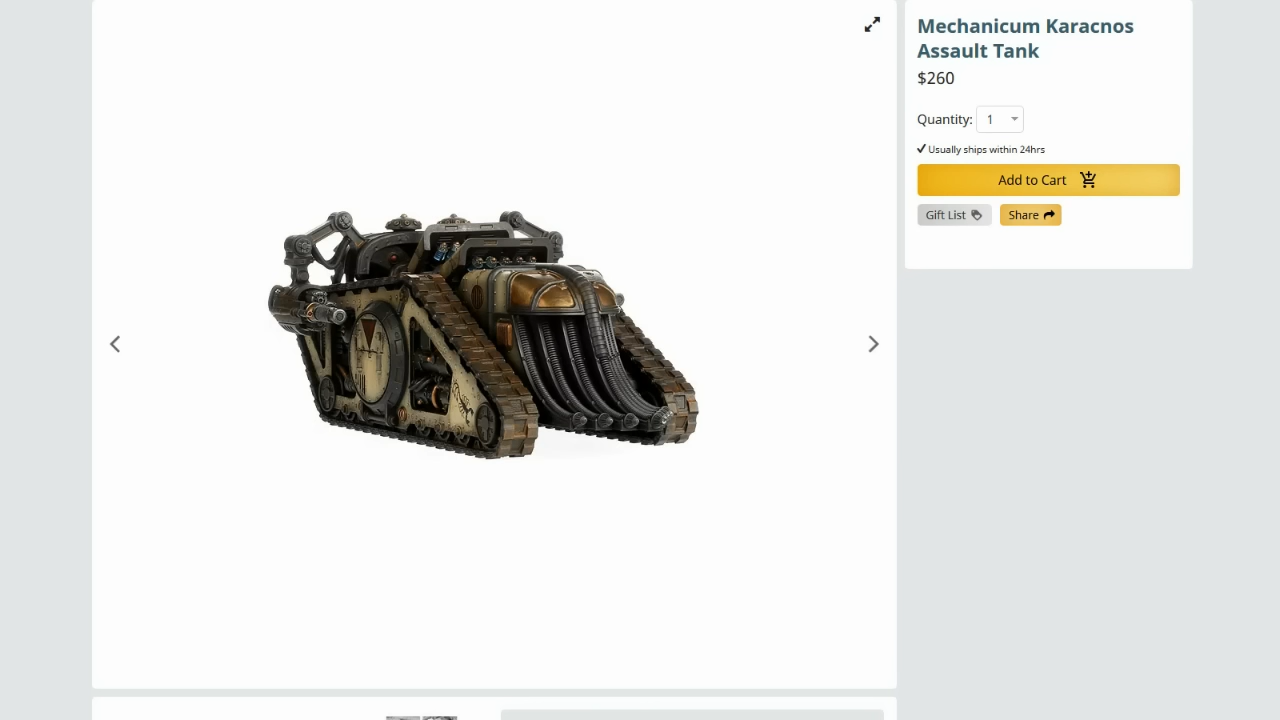 Mechanicum Karacnos
Assault Tank
$260
Quantity: 1
Usually ships within 24hrs
Add to Cart
Gift List
Share